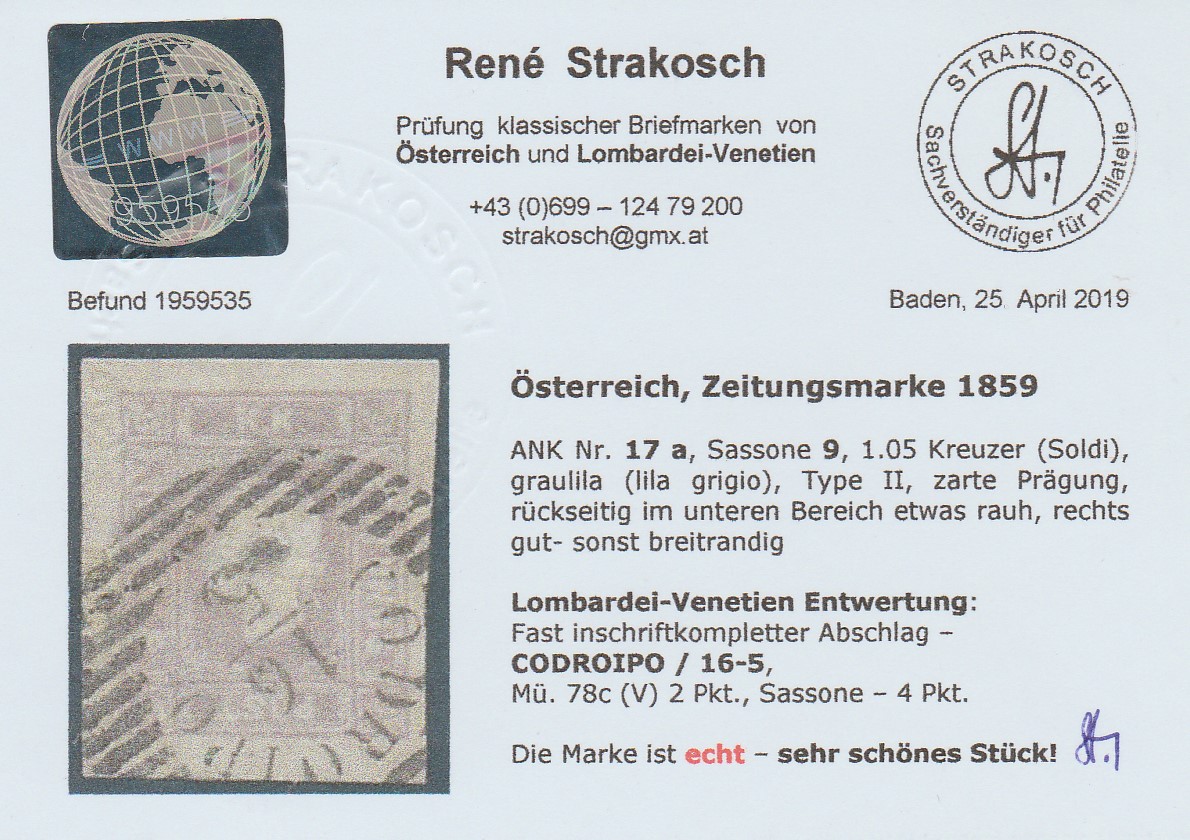 René Strakosch
Prüfung klassischer Briefmarken von
Österreich und Lombardei-Venetien
+43 (0)699 – 124 79 200
strakosch@gmx.at
STRAKOSCH
Sachverständiger für Philatelie
WWW
STRAKOSCH
Befund 1959535
Baden, 25. April 2019
Österreich, Zeitungsmarke 1859
ANK Nr. 17 a, Sassone 9, 1.05 Kreuzer (Soldi),
graulila (lila grigio), Type II, zarte Prägung,
rückseitig im unteren Bereich etwas rauh, rechts
gut- sonst breitrandig
Lombardei-Venetien Entwertung:
Fast inschriftkompletter Abschlag –
CODROIPO / 16-5,
Mü. 78c (V) 2 Pkt., Sassone – 4 Pkt.
Die Marke ist echt – sehr schönes Stück!